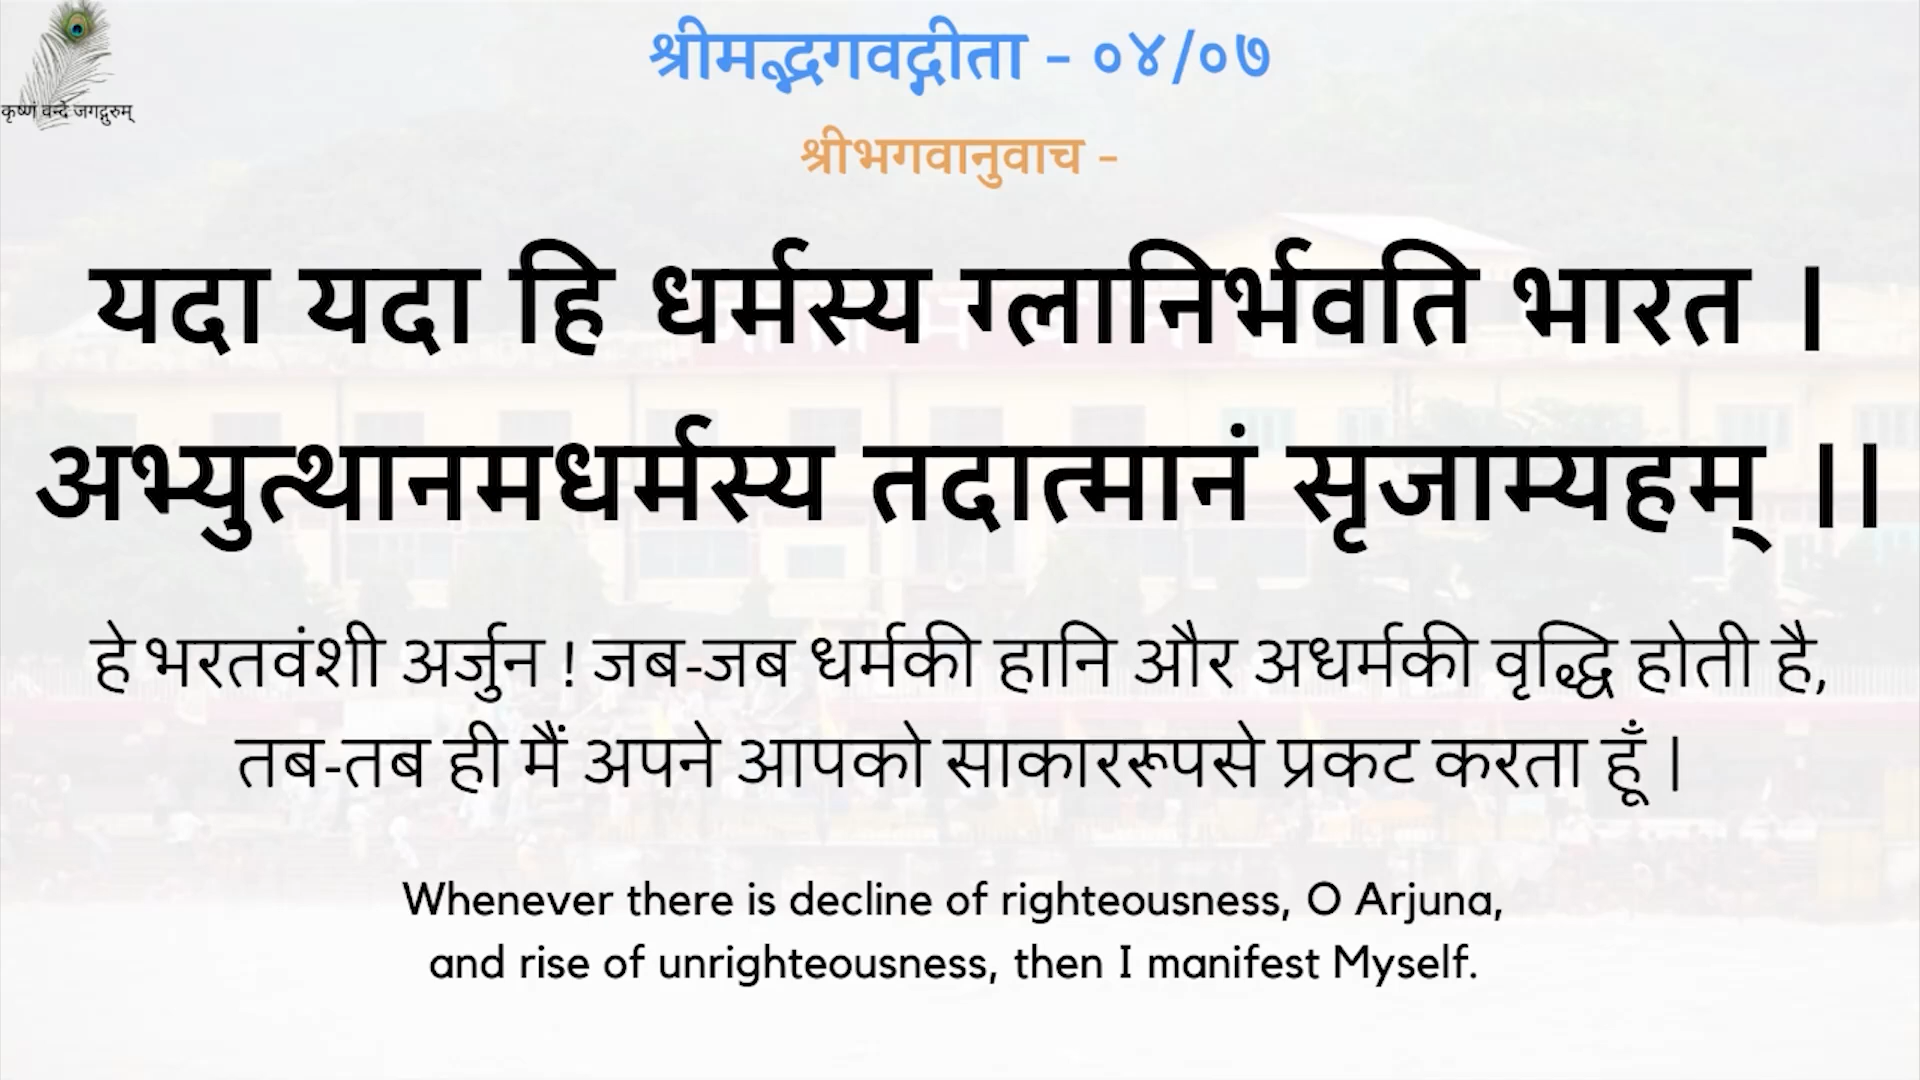 श्रीमद्भगवद्गीता - ०४/०७
कृष्णं वन्दे जगद्गुरुम्
श्रीभगवानुवाच -
यदा यदा हि धर्मस्य ग्लानिर्भवति भारत ।
अभ्युत्थानमधर्मस्य तदात्मानं सृजाम्यहम् ।।
हे भरतवंशी अर्जुन ! जब-जब धर्मकी हानि और अधर्मकी वृद्धि होती है,
तब-तब ही मैं अपने आपको साकाररूपसे प्रकट करता हूँ |
Whenever there is decline of righteousness, O Arjuna,
and rise of unrighteousness, then I manifest Myself.